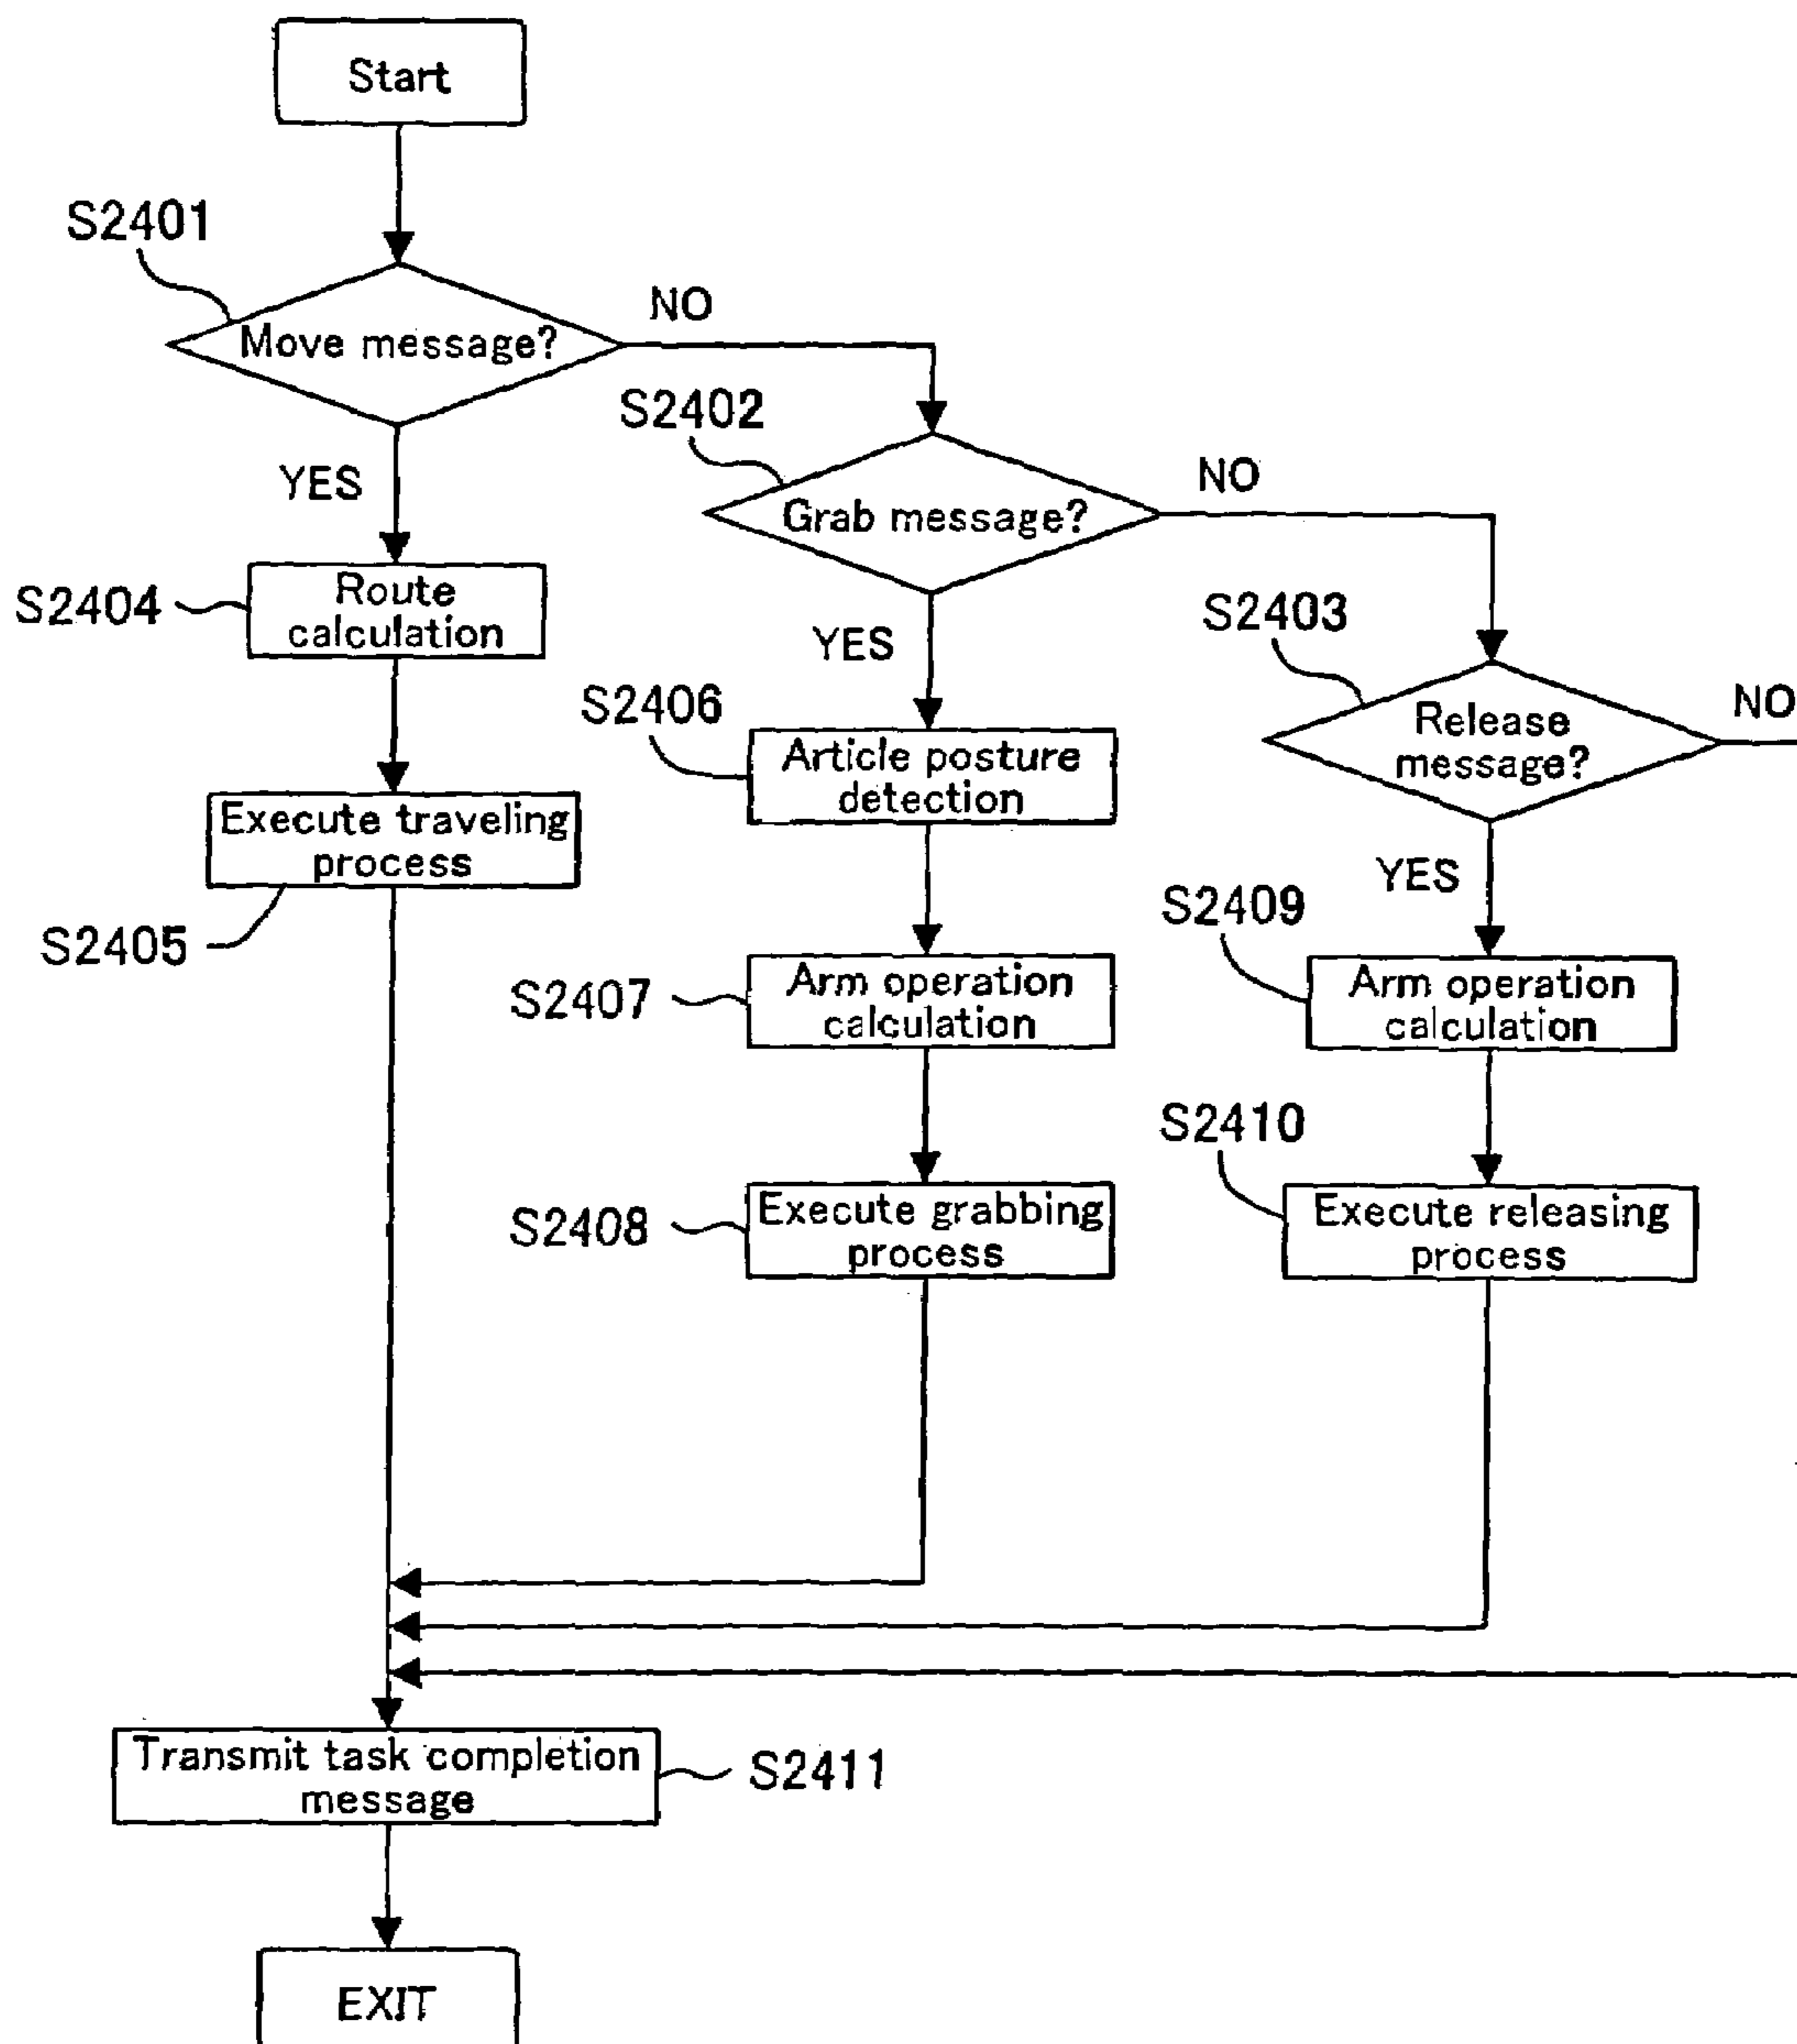 Start
S2401
Move message?
NO
YES
S2402
Grab message?
NO
YES
S2403
Release
message?
NO
YES
S2404
Route
calculation
Execute traveling
process
S2405
S2406
Article posture
detection
S2407
Arm operation
calculation
S2408
Execute grabbing
process
S2409
Arm operation
calculation
S2410
Execute releasing
process
Transmit task completion
message
S2411
EXIT